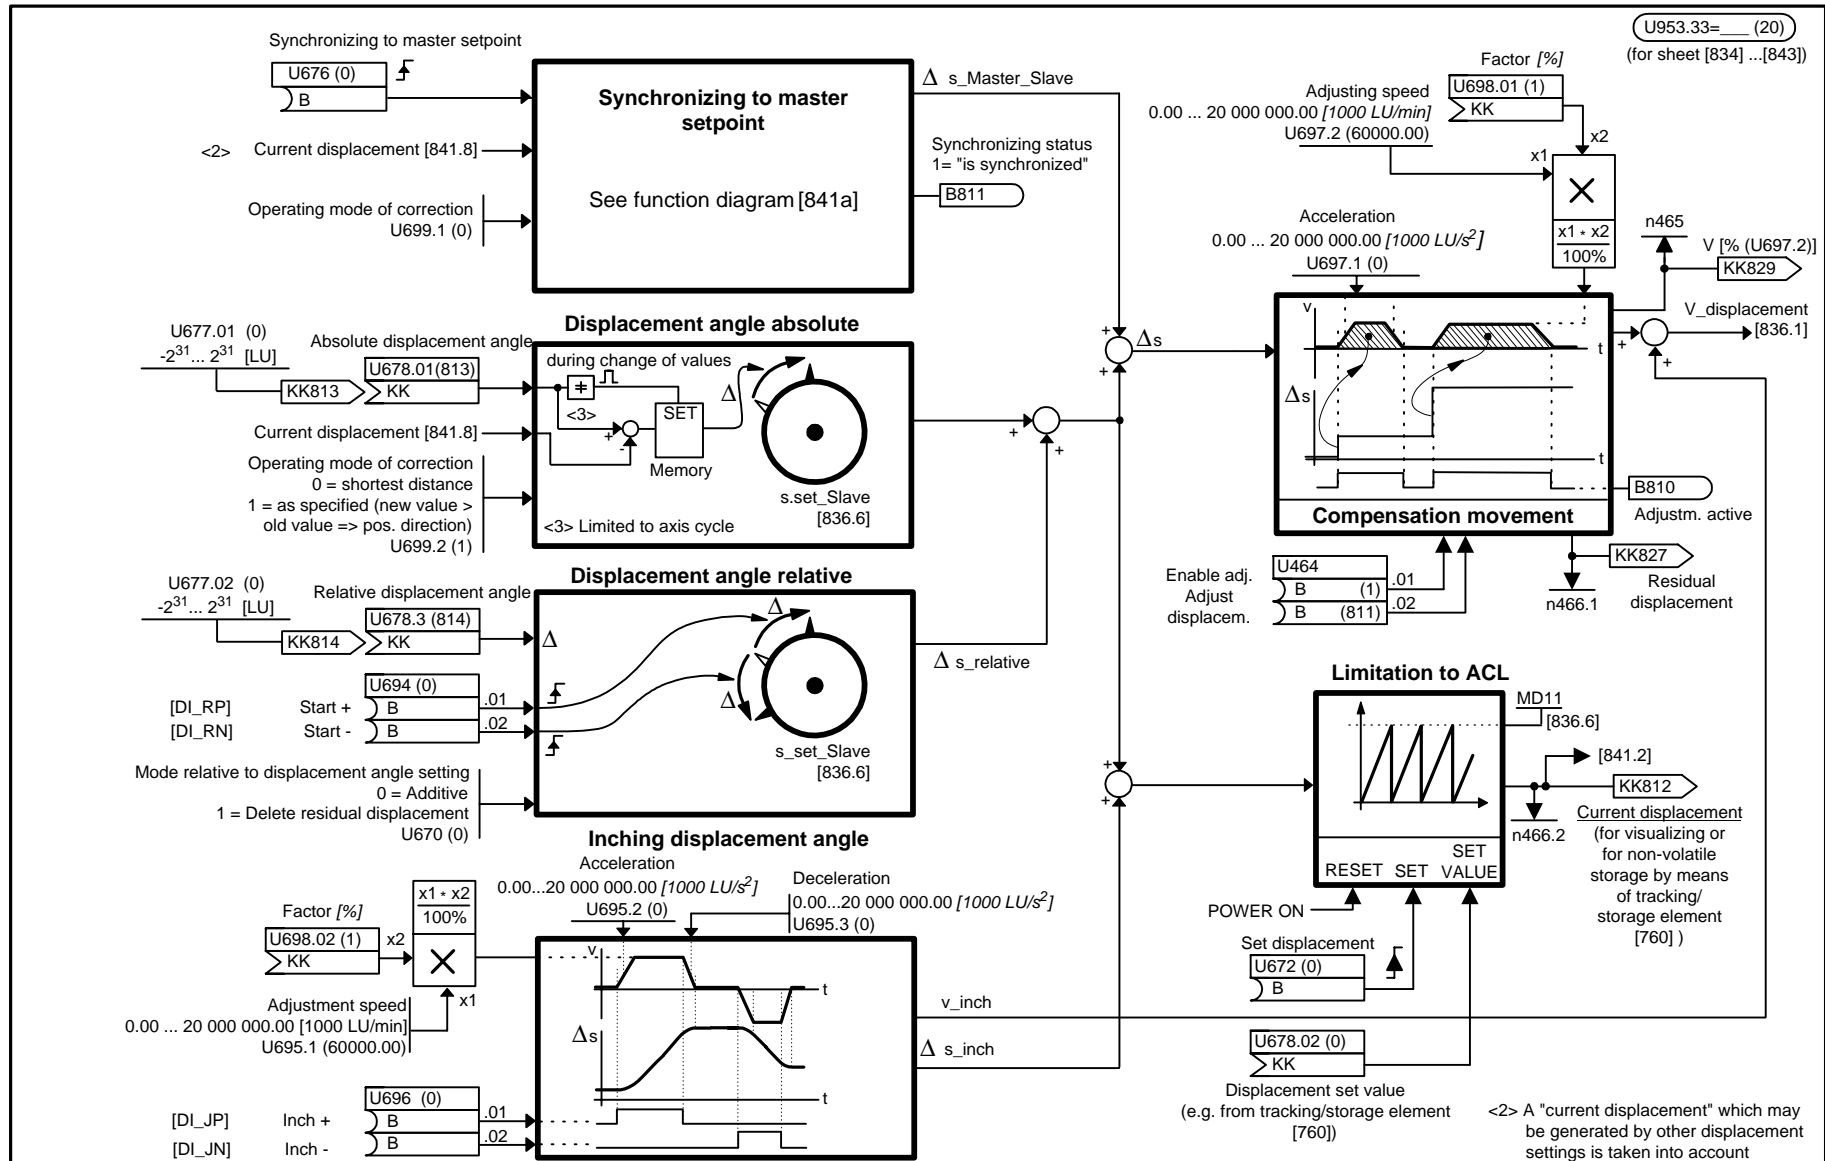 U953.33=___ (20)
(for sheet [834] ...[843])
Synchronizing to master setpoint
U676 (0)
B
<2> Current displacement [841.8]
Operating mode of correction
U699.1 (0)
Synchronizing to master
setpoint
See function diagram [841a]
Δ s_Master_Slave
Synchronizing status
1= "is synchronized"
B811
Factor [%]
U698.01 (1)
KK
Adjusting speed
0.00 ... 20 000 000.00 [1000 LU/min]
U697.2 (60000.00)
x2
x1
x1 * x2
100%
Acceleration
0.00 ... 20 000 000.00 [1000 LU/s²]
U697.1 (0)
n465
V [% (U697.2)]
KK829
V_displacement
[836.1]
+
+
Displacement angle absolute
U677.01 (0)
-2³¹... 2³¹ [LU]
KK813
Absolute displacement angle
U678.01(813)
KK
Current displacement [841.8]
Operating mode of correction
0 = shortest distance
1 = as specified (new value >
old value => pos. direction)
U699.2 (1)
during change of values
≠
<3>
+
-
SET
Memory
Δ
s.set_Slave
[836.6]
<3> Limited to axis cycle
+
+
+
+
Δs
v
t
Δs
t
Compensation movement
B810
Adjustm. active
KK827
Residual
displacement
n466.1
Enable adj.
Adjust
displacem.
U464
B (1) .01
B (811) .02
Displacement angle relative
U677.02 (0)
-2³¹... 2³¹ [LU]
KK814
Relative displacement angle
U678.3 (814)
KK
Δ
[DI_RP] Start +
[DI_RN] Start -
U694 (0)
B .01
B .02
Mode relative to displacement angle setting
0 = Additive
1 = Delete residual displacement
U670 (0)
Δ
Δ
s_set_Slave
[836.6]
Δ s_relative
+
+
Limitation to ACL
MD11
[836.6]
[841.2]
KK812
n466.2
Current displacement
(for visualizing or
for non-volatile
storage by means
of tracking/
storage element
[760] )
RESET SET
SET
VALUE
POWER ON
Set displacement
U672 (0)
B
U678.02 (0)
KK
Displacement set value
(e.g. from tracking/storage element
[760])
Inching displacement angle
Acceleration
0.00...20 000 000.00 [1000 LU/s²]
U695.2 (0)
Deceleration
0.00...20 000 000.00 [1000 LU/s²]
U695.3 (0)
Factor [%]
U698.02 (1)
KK
x2
x1 * x2
100%
x1
Adjustment speed
0.00 ... 20 000 000.00 [1000 LU/min]
U695.1 (60000.00)
v
t
Δs
t
v_inch
Δ s_inch
[DI_JP] Inch +
[DI_JN] Inch -
U696 (0)
B .01
B .02
<2> A "current displacement" which may
be generated by other displacement
settings is taken into account